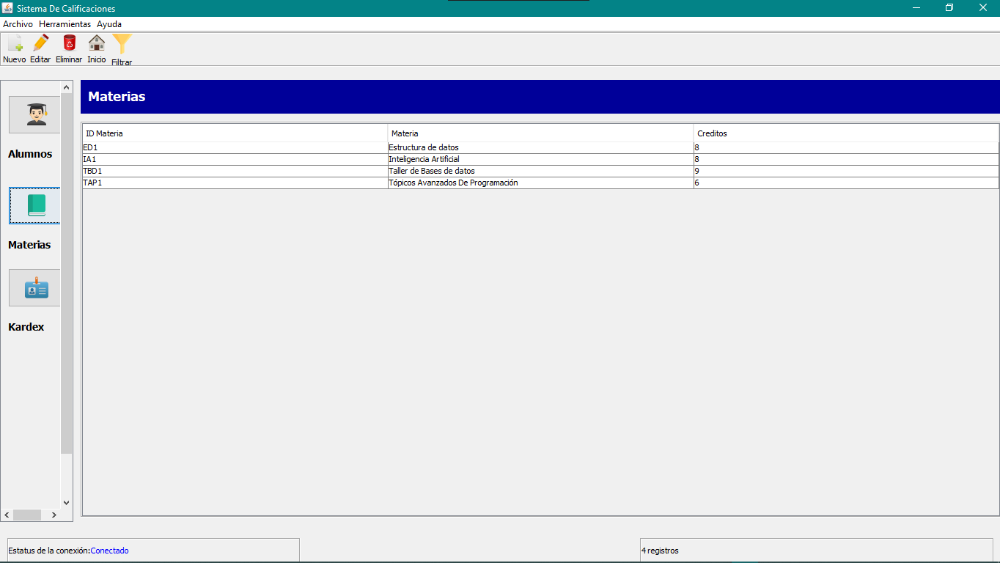 Sistema De Calificaciones
Archivo Herramientas Ayuda
Nuevo Editar Eliminar Inicio Filtrar
Materias
Alumnos
Materias
Kardex
ID Materia Materia Creditos
ED1 Estructura de datos 8
IA1 Inteligencia Artificial 8
TBD1 Taller de Bases de datos 9
TAP1 Tópicos Avanzados De Programación 6
Estatus de la conexión:Conectado
4 registros